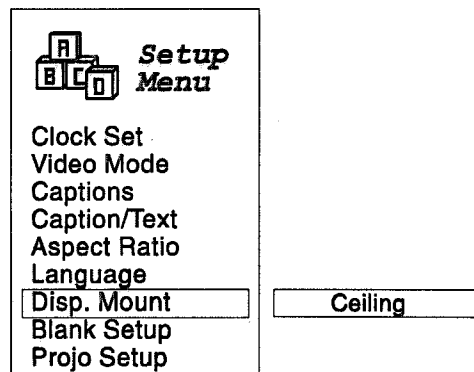 A
B C D
Setup
Menu
Clock Set
Video Mode
Captions
Caption/Text
Aspect Ratio
Language
Disp. Mount
Ceiling
Blank Setup
Projo Setup